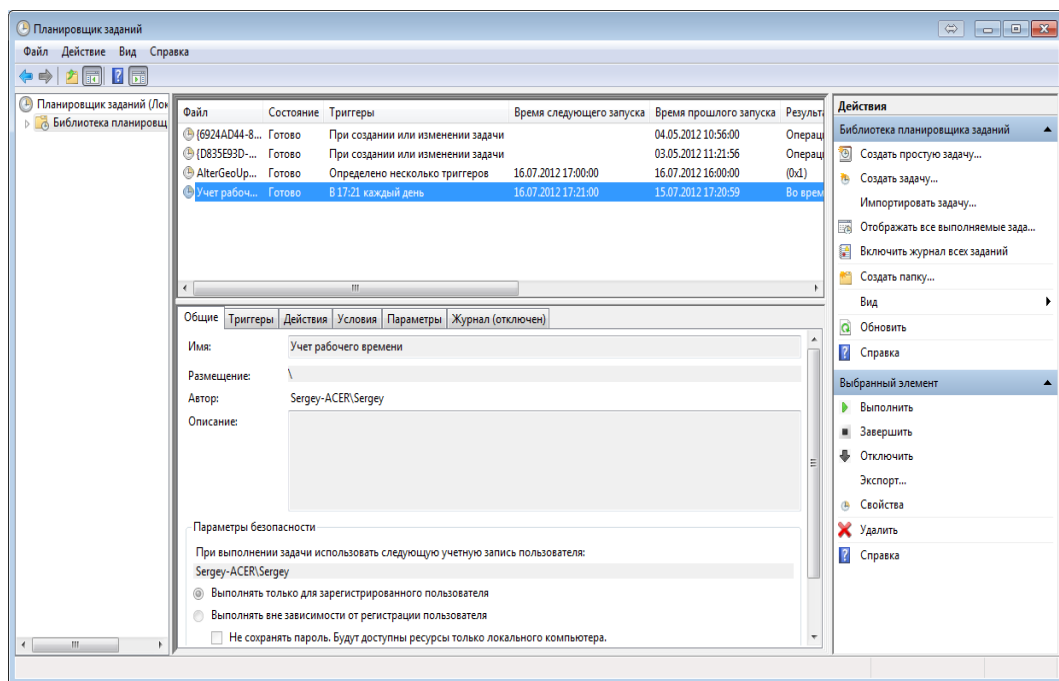 Планировщик заданий
Файл Действие Вид Справка
Планировщик заданий (Лок
Библиотека планировщ
Файл Состояние Триггеры Время следующего запуска Время прошлого запуска Результа
{6924AD44-8... Готово При создании или изменении задачи 04.05.2012 10:56:00 Операц
{D835E93D-... Готово При создании или изменении задачи 03.05.2012 11:21:56 Операц
AlterGeoUp... Готово Определено несколько триггеров 16.07.2012 17:00:00 16.07.2012 16:00:00 (0x1)
Учет рабоч... Готово В 17:21 каждый день 16.07.2012 17:21:00 15.07.2012 17:20:59 Во врем
Общие Триггеры Действия Условия Параметры Журнал (отключен)
Имя: Учет рабочего времени
Размещение: \
Автор: Sergey-ACER\Sergey
Описание:
Параметры безопасности
При выполнении задачи использовать следующую учетную запись пользователя:
Sergey-ACER\Sergey
Выполнять только для зарегистрированного пользователя
Выполнять вне зависимости от регистрации пользователя
Не сохранять пароль. Будут доступны ресурсы только локального компьютера.
Действия
Библиотека планировщика заданий
Создать простую задачу...
Создать задачу...
Импортировать задачу...
Отображать все выполняемые зада...
Включить журнал всех заданий
Создать папку...
Вид
Обновить
Справка
Выбранный элемент
Выполнить
Завершить
Отключить
Экспорт...
Свойства
Удалить
Справка